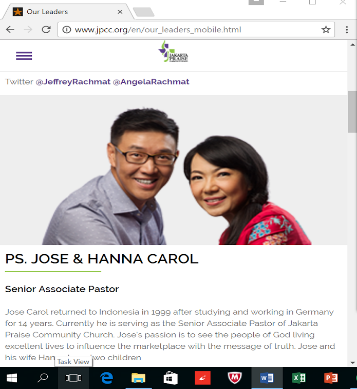 Our Leaders
www.jpcc.org/en/our_leaders_mobile.html
JAKARTA
PRAISE
Twitter @JeffreyRachmat @AngelaRachmat
PS. JOSE & HANNA CAROL
Senior Associate Pastor
Jose Carol returned to Indonesia in 1999 after studying and working in Germany
for 14 years. Currently he is serving as the Senior Associate Pastor of Jakarta
Praise Community Church. Jose's passion is to see the people of God living
excellent lives to influence the marketplace with the message of truth. Jose and
his wife Han two children
Task View